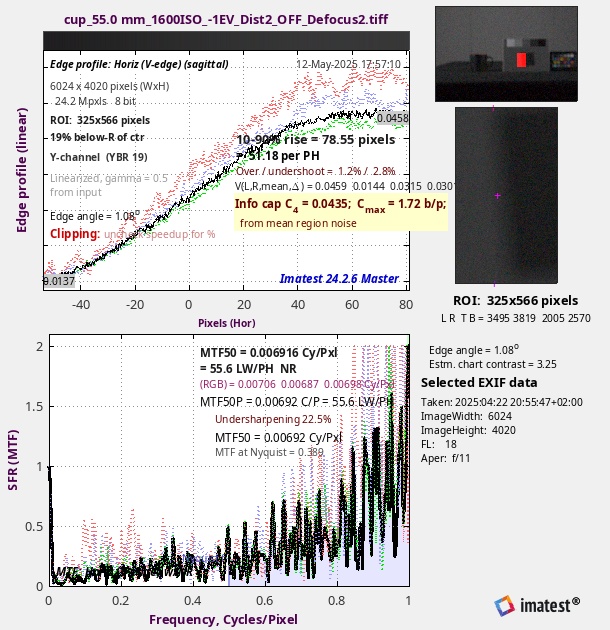 cup_55.0 mm_1600ISO_-1EV_Dist2_OFF_Defocus2.tiff
Edge profile: Horiz (V-edge) (sagittal)
12-May-2025 17:57:10
6024 x 4020 pixels (WxH)
24.2 Mpxls   8 bit
ROI:  325x566 pixels
19% below-R of ctr
Y-channel  (YBR 19)
Linearized, gamma = 0.5
from input
Edge angle = 1.08°
Clipping: uncheck speedup for %
0.0458
10-90% rise = 78.55 pixels
= 51.18 per PH
Over / undershoot =  1.2% /  2.8%
V(L,R,mean,Δ) = 0.0459  0.0144  0.0315  0.0301
Info cap C4 = 0.0435;  Cmax = 1.72 b/p;
from mean region noise
0.0137
Imatest 24.2.6 Master
Edge profile (linear)
-40 -20 0 20 40 60 80
Pixels (Hor)
ROI:  325x566 pixels
L R  T B = 3495 3819  2005 2570
Edge angle = 1.08°
Estm. chart contrast = 3.25
Selected EXIF data
Taken: 2025:04:22 20:55:47+02:00
ImageWidth:  6024
ImageHeight:  4020
FL:   18
Aper:  f/11
MTF50 = 0.006916 Cy/Pxl
= 55.6 LW/PH  NR
(RGB) = 0.00706  0.00687  0.00698 Cy/Pxl
MTF50P = 0.00692 C/P = 55.6 LW/PH
Undersharpening 22.5%
MTF50 = 0.00692 Cy/Pxl
MTF at Nyquist = 0.389
SFR (MTF)
2
1.5
1
0.5
0
0 0.2 0.4 0.6 0.8 1
Frequency, Cycles/Pixel
imatest®